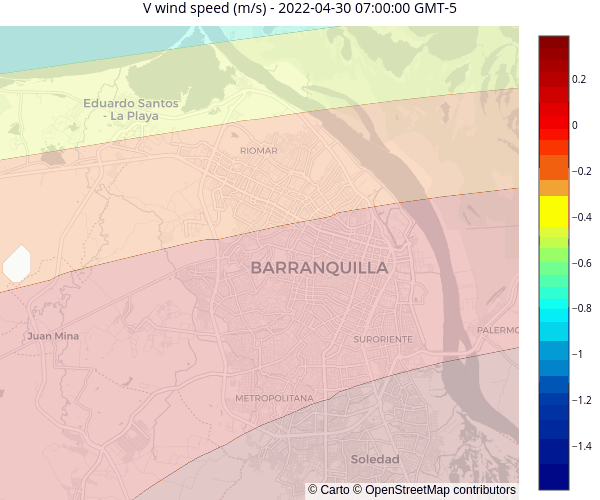 V wind speed (m/s) - 2022-04-30 07:00:00 GMT-5
Eduardo Santos
- La Playa
RIOMAR
BARRANQUILLA
Juan Mina
SURORIENTE
PALERMO
METROPOLITANA
Soledad
© Carto © OpenStreetMap contributors
0.2
0
−0.2
−0.4
−0.6
−0.8
−1
−1.2
−1.4